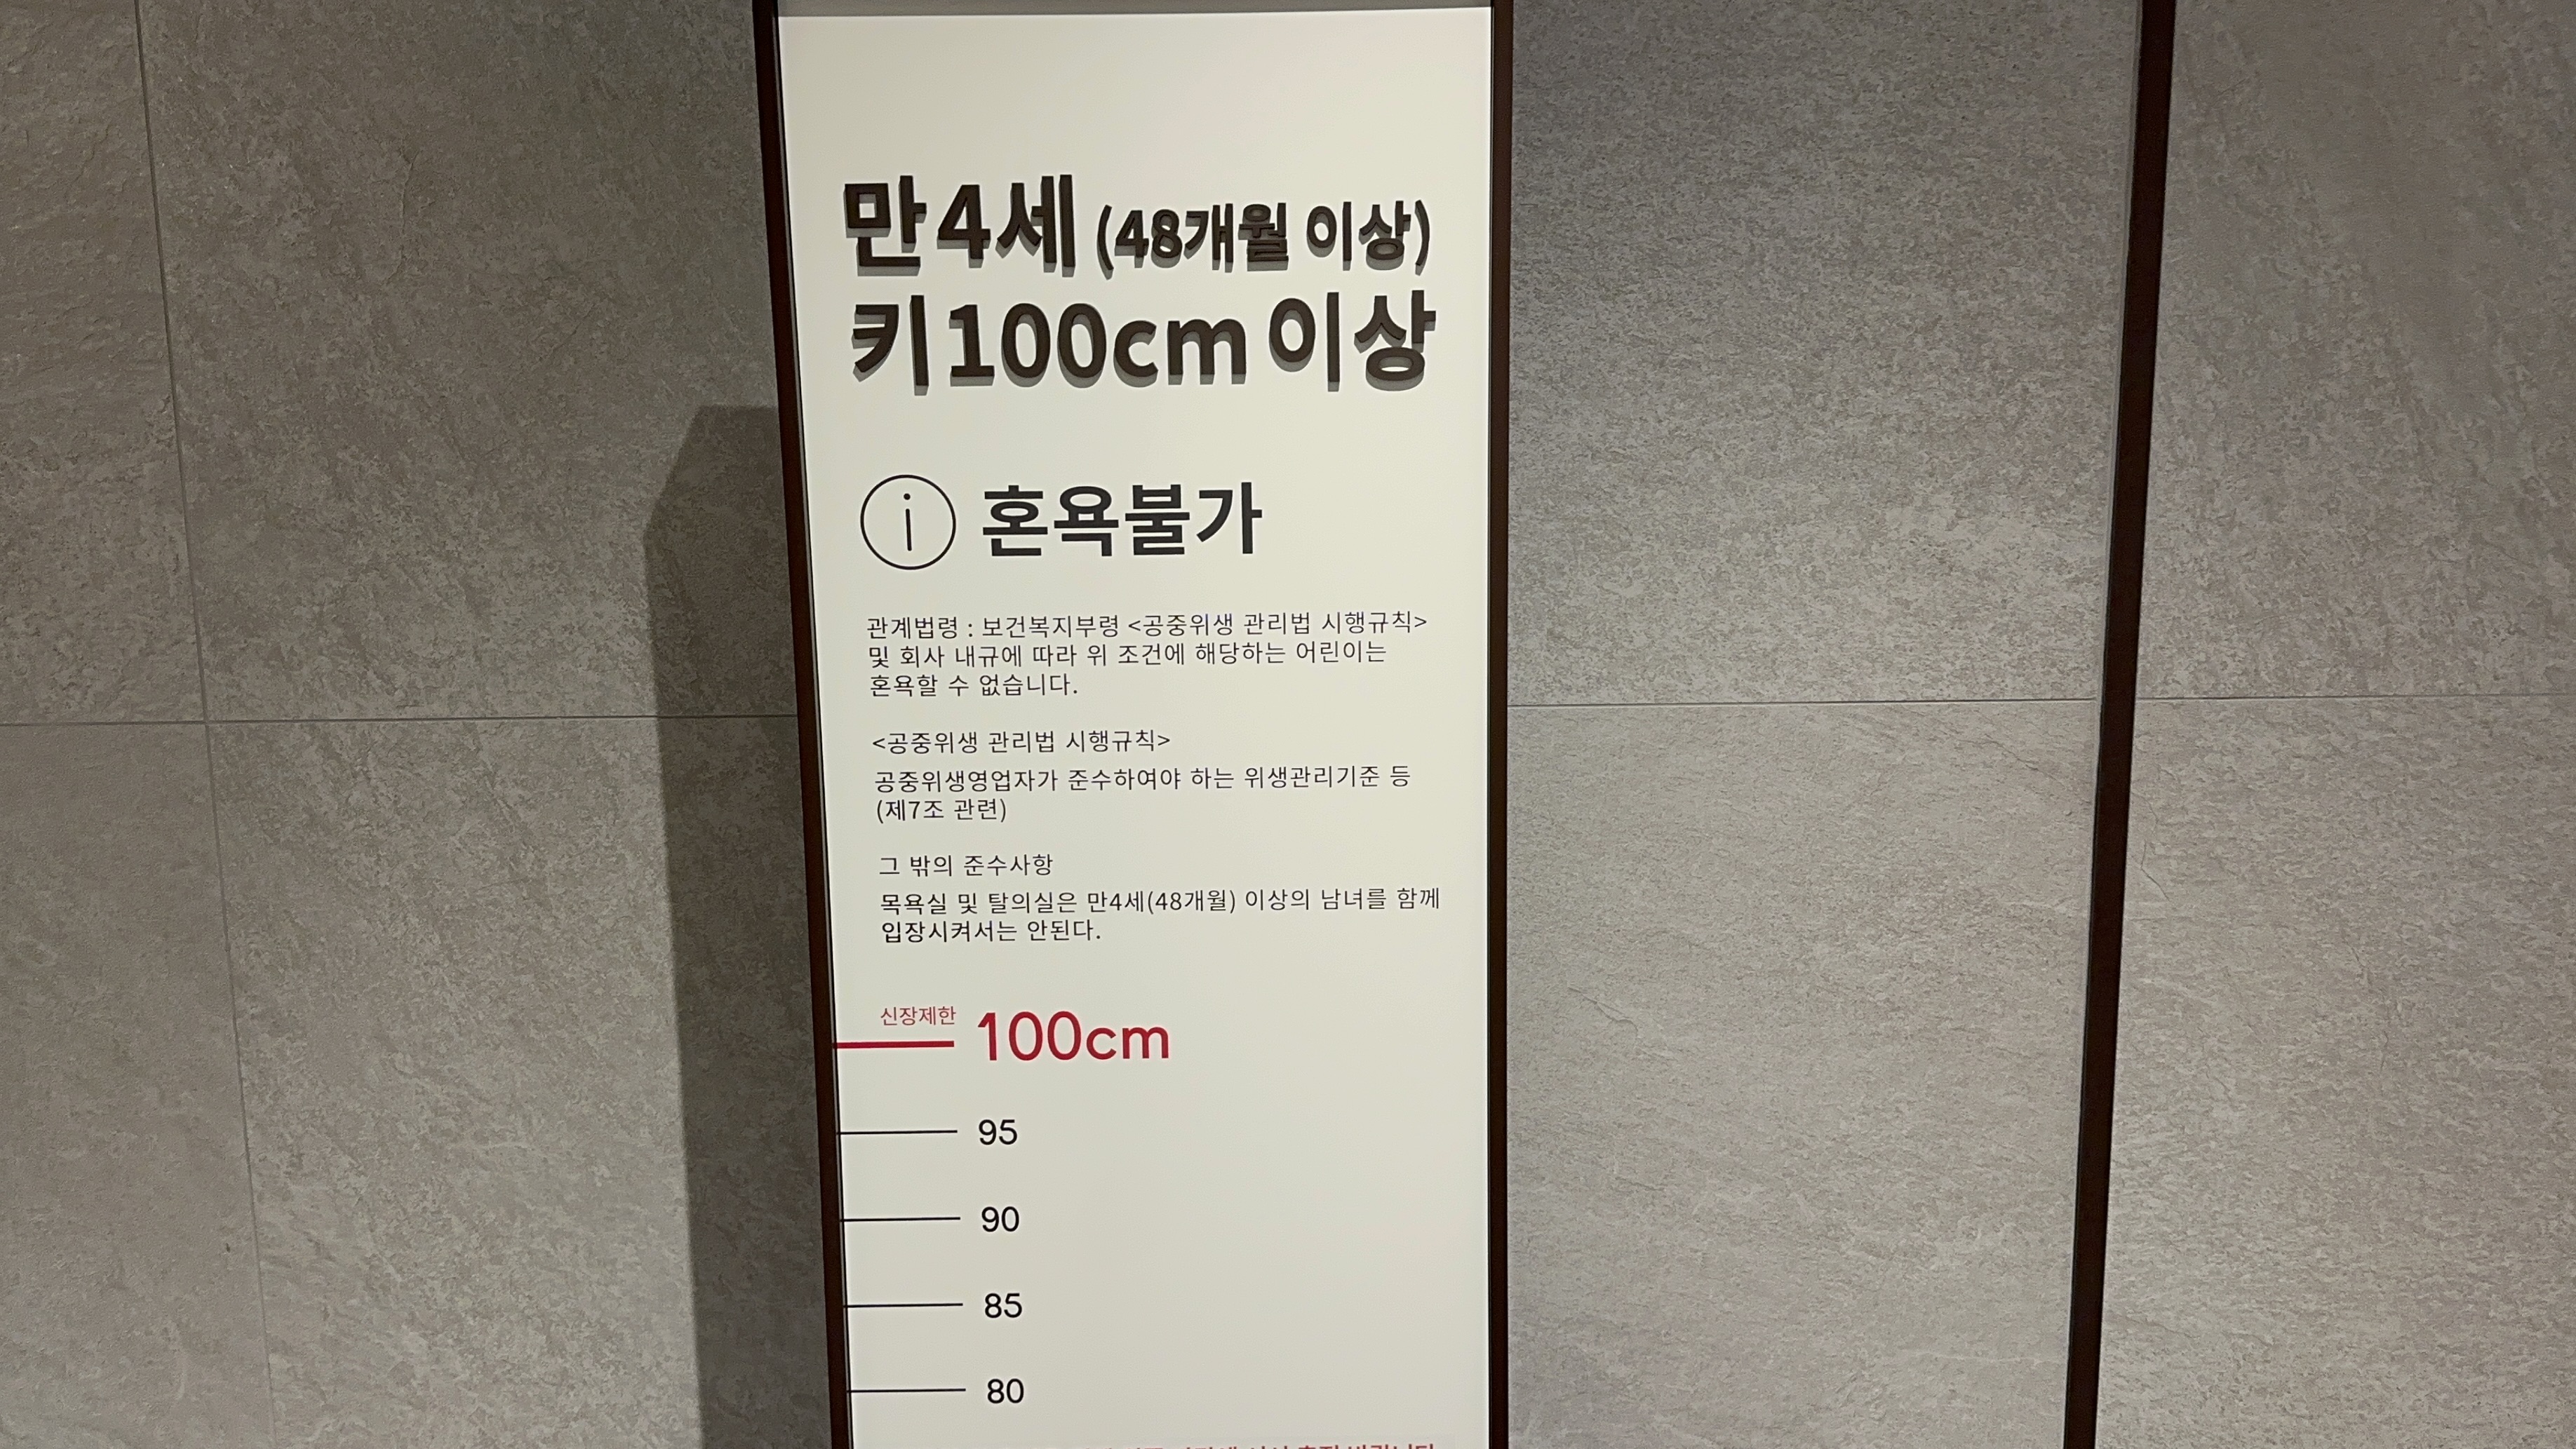 만4세 (48개월 이상)
키100cm 이상
i 혼욕불가
관계법령 : 보건복지부령 <공중위생 관리법 시행규칙>
및 회사 내규에 따라 위 조건에 해당하는 어린이는
혼욕할 수 없습니다.
<공중위생 관리법 시행규칙>
공중위생영업자가 준수하여야 하는 위생관리기준 등
(제7조 관련)
그 밖의 준수사항
목욕실 및 탈의실은 만4세(48개월) 이상의 남녀를 함께
입장시켜서는 안된다.
신장제한 100cm
95
90
85
80